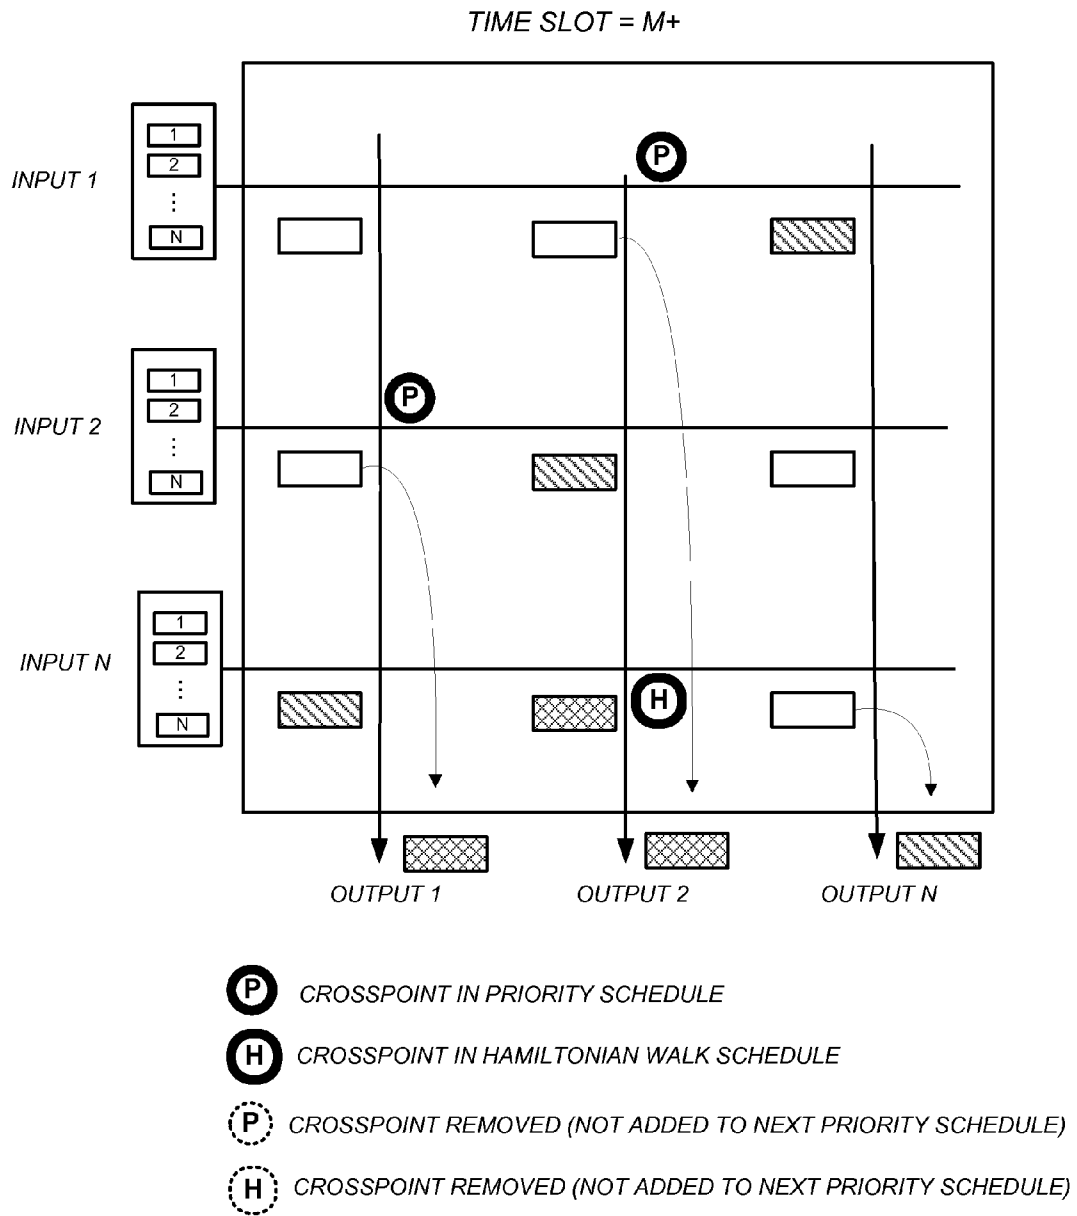 TIME SLOT = M+
P
INPUT 1
1
2
⋮
N
P
INPUT 2
1
2
⋮
N
INPUT N
1
2
⋮
N
H
OUTPUT 1
OUTPUT 2
OUTPUT N
P CROSSPOINT IN PRIORITY SCHEDULE
H CROSSPOINT IN HAMILTONIAN WALK SCHEDULE
P CROSSPOINT REMOVED (NOT ADDED TO NEXT PRIORITY SCHEDULE)
H CROSSPOINT REMOVED (NOT ADDED TO NEXT PRIORITY SCHEDULE)